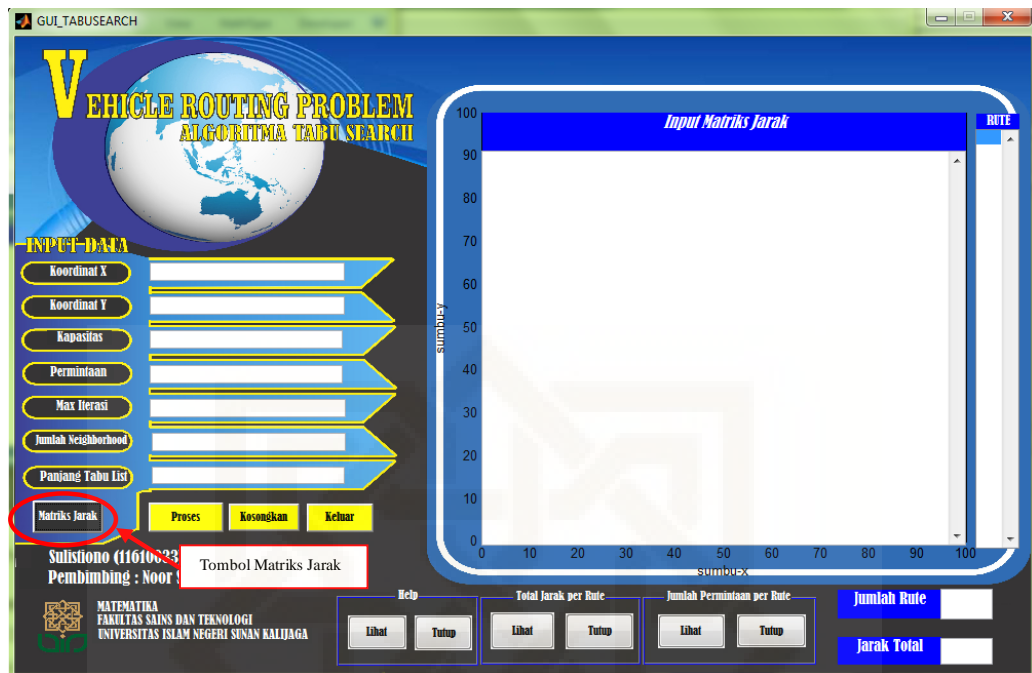 GUI_TABUSEARCH
VEHICLE ROUTING PROBLEM
ALGORITMA TABU SEARCH
INPUT DATA
Koordinat X
Koordinat Y
Kapasitas
Permintaan
Max Iterasi
Jumlah Neighborhood
Panjang Tabu List
Matriks Jarak
Proses
Kosongkan
Keluar
Tombol Matriks Jarak
Sulistiono
Pembimbing : Noor
MATEMATIKA
FAKULTAS SAINS DAN TEKNOLOGI
UNIVERSITAS ISLAM NEGERI SUNAN KALIJAGA
Input Matriks Jarak
RUTE
100
90
80
70
60
50
40
30
20
10
0
sumbu-y
0 10 20 30 40 50 60 70 80 90 100
sumbu-x
Help
Lihat Tutup
Total Jarak per Rute
Lihat Tutup
Jumlah Permintaan per Rute
Lihat Tutup
Jumlah Rute
Jarak Total